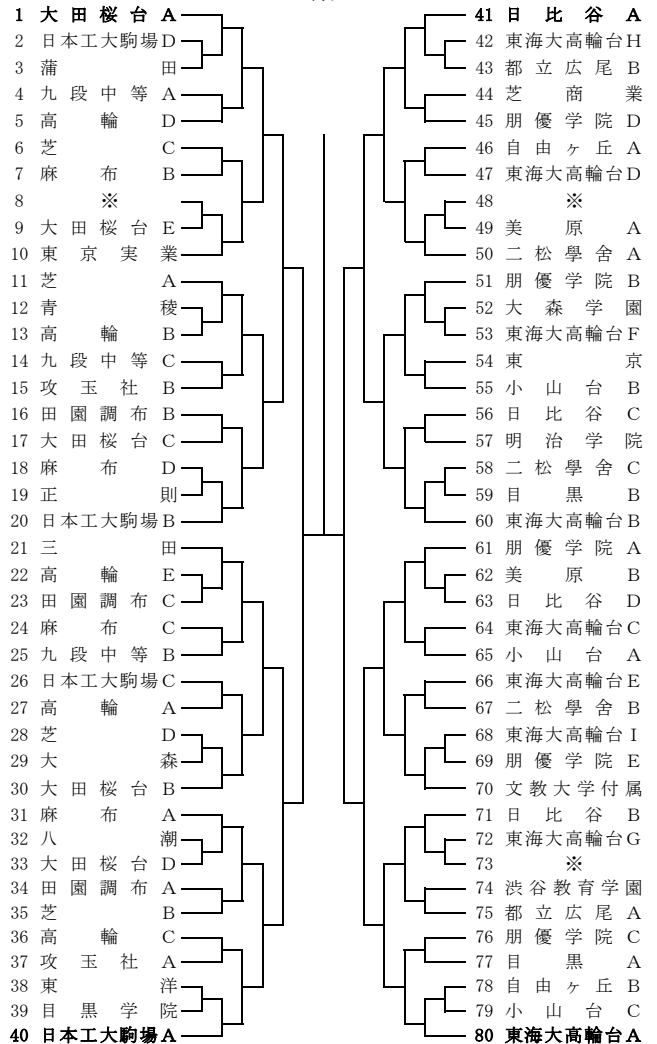 1 大田桜台A
2 日本工大駒場D
3 蒲田
4 九段中等A
5 高輪D
6 芝C
7 麻布B
8 ※
9 大田桜台E
10 東京実業
11 芝A
12 青稜
13 高輪B
14 九段中等C
15 攻玉社B
16 田園調布B
17 大田桜台C
18 麻布D
19 正則
20 日本工大駒場B
21 三田
22 高輪E
23 田園調布C
24 麻布C
25 九段中等B
26 日本工大駒場C
27 高輪A
28 芝D
29 大森
30 大田桜台B
31 麻布A
32 八潮
33 大田桜台D
34 田園調布A
35 芝B
36 高輪C
37 攻玉社A
38 東洋
39 目黒学院
40 日本工大駒場A
41 日比谷A
42 東海大高輪台H
43 都立広尾B
44 芝商業
45 朋優学院D
46 自由ヶ丘A
47 東海大高輪台D
48 ※
49 美原A
50 二松學舍A
51 朋優学院B
52 大森学園
53 東海大高輪台F
54 東京
55 小山台B
56 日比谷C
57 明治学院
58 二松學舍C
59 目黒B
60 東海大高輪台B
61 朋優学院A
62 美原B
63 日比谷D
64 東海大高輪台C
65 小山台A
66 東海大高輪台E
67 二松學舍B
68 東海大高輪台I
69 朋優学院E
70 文教大学付属
71 日比谷B
72 東海大高輪台G
73 ※
74 渋谷教育学園
75 都立広尾A
76 朋優学院C
77 目黒A
78 自由ヶ丘B
79 小山台C
80 東海大高輪台A